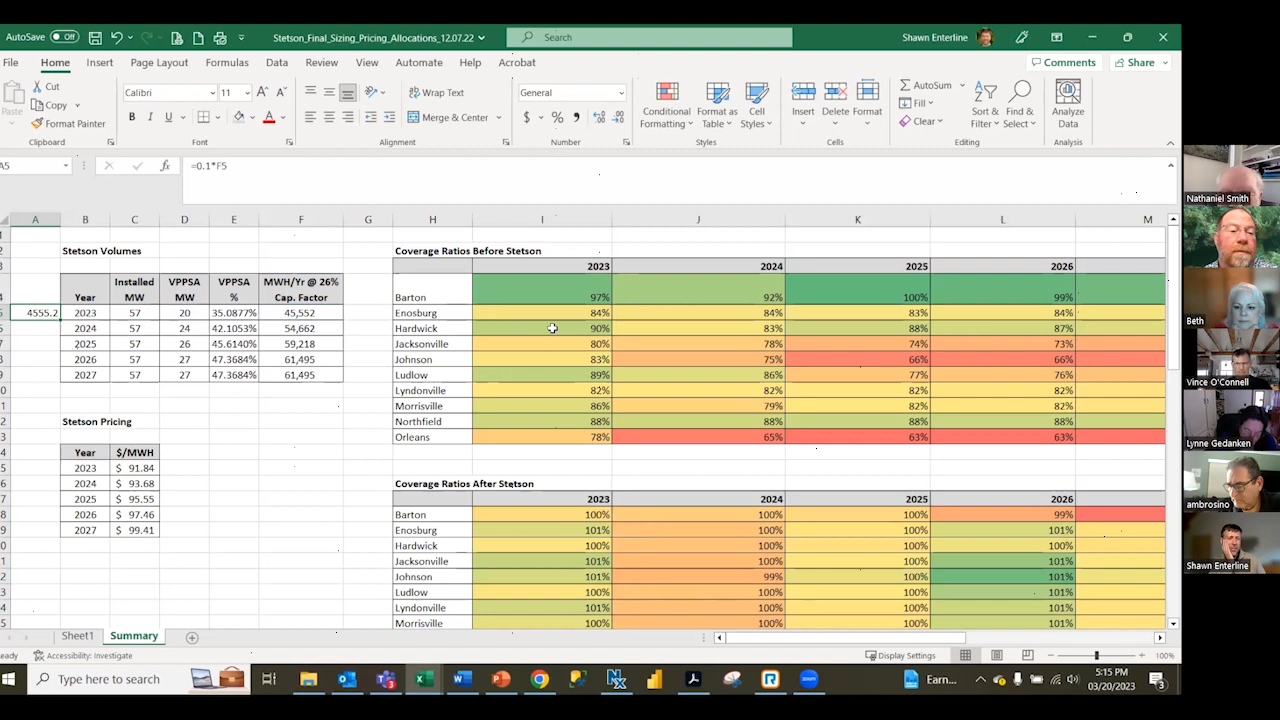 AutoSave Off Stetson_Final_Sizing_Pricing_Allocations_12.07.22 Search Shawn Enterline
File Home Insert Page Layout Formulas Data Review View Automate Help Acrobat Comments Share
Paste Cut Copy Format Painter Calibri 11 Wrap Text Merge & Center General Conditional Formatting Format as Table Cell Styles Insert Delete Format AutoSum Fill Clear Sort & Filter Find & Select Analyze Data
Clipboard Font Alignment Number Styles Cells Editing Analysis
A5 fx =0.1*F5
A B C D E F G H I J K L M
Stetson Volumes Coverage Ratios Before Stetson
2023 2024 2025 2026
Year Installed MW VPPSA MW VPPSA % MWH/Yr @ 26% Cap. Factor Barton 97% 92% 100% 99%
4555.2 2023 57 20 35.0877% 45,552 Enosburg 84% 84% 83% 84%
2024 57 24 42.1053% 54,662 Hardwick 90% 83% 88% 87%
2025 57 26 45.6140% 59,218 Jacksonville 80% 78% 74% 73%
2026 57 27 47.3684% 61,495 Johnson 83% 75% 66% 66%
2027 57 27 47.3684% 61,495 Ludlow 89% 86% 77% 76%
Lyndonville 82% 82% 82% 82%
Morrisville 86% 79% 82% 82%
Stetson Pricing Northfield 88% 88% 88% 88%
Orleans 78% 65% 63% 63%
Year $/MWH
2023 $ 91.84
2024 $ 93.68 Coverage Ratios After Stetson
2025 $ 95.55 2023 2024 2025 2026
2026 $ 97.46 Barton 100% 100% 100% 99%
2027 $ 99.41 Enosburg 101% 100% 100% 101%
Hardwick 100% 100% 100% 100%
Jacksonville 101% 100% 100% 101%
Johnson 101% 99% 100% 101%
Ludlow 100% 100% 100% 101%
Lyndonville 101% 100% 100% 101%
Morrisville 100% 100% 100% 101%
Sheet1 Summary
Ready Accessibility: Investigate Display Settings 100%
Type here to search Earn... 5:15 PM
03/20/2023
Nathaniel Smith
Beth
Vince O'Connell
Lynne Gedanken
ambrosino
Shawn Enterline